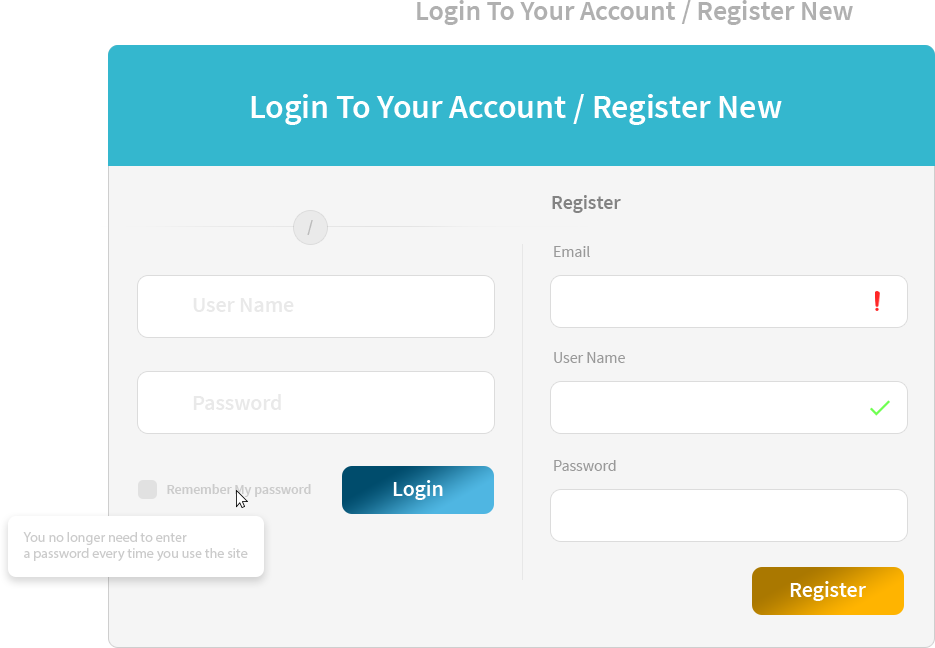 Login To Your Account / Register New
Login To Your Account / Register New
/
User Name
Password
Remember My password
Login
You no longer need to enter
a password every time you use the site
Register
Email
User Name
Password
Register